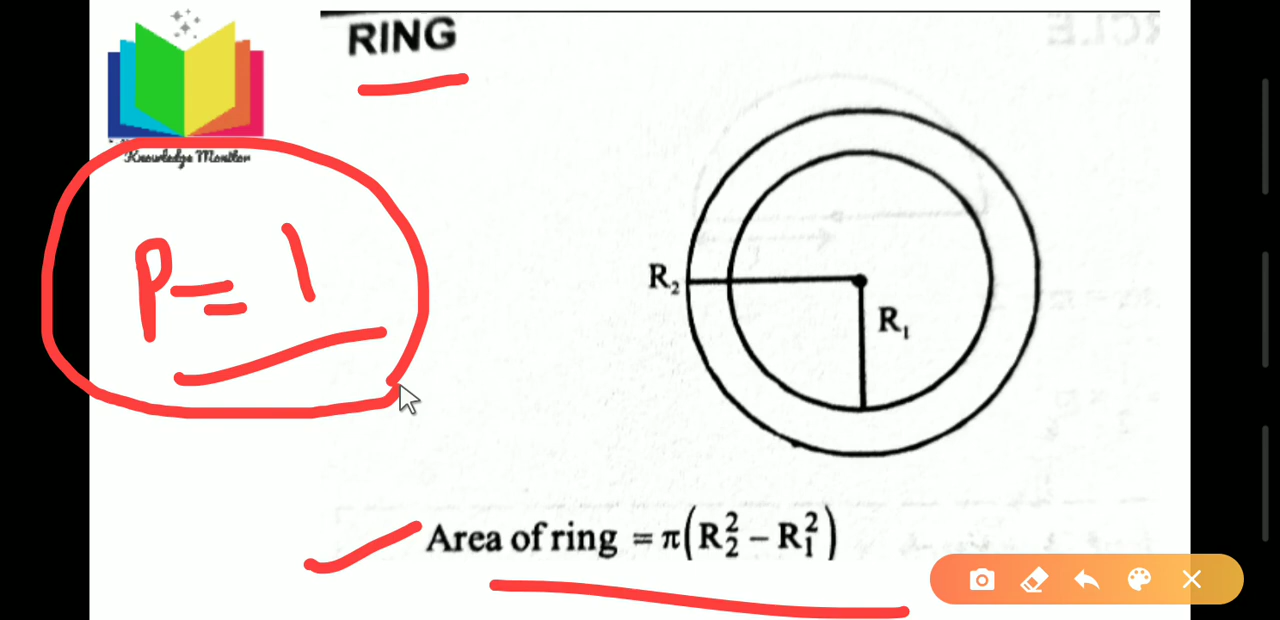 RING
Knowledge Monitor
P = 1
R₂
R₁
Area of ring = π(R₂² − R₁²)